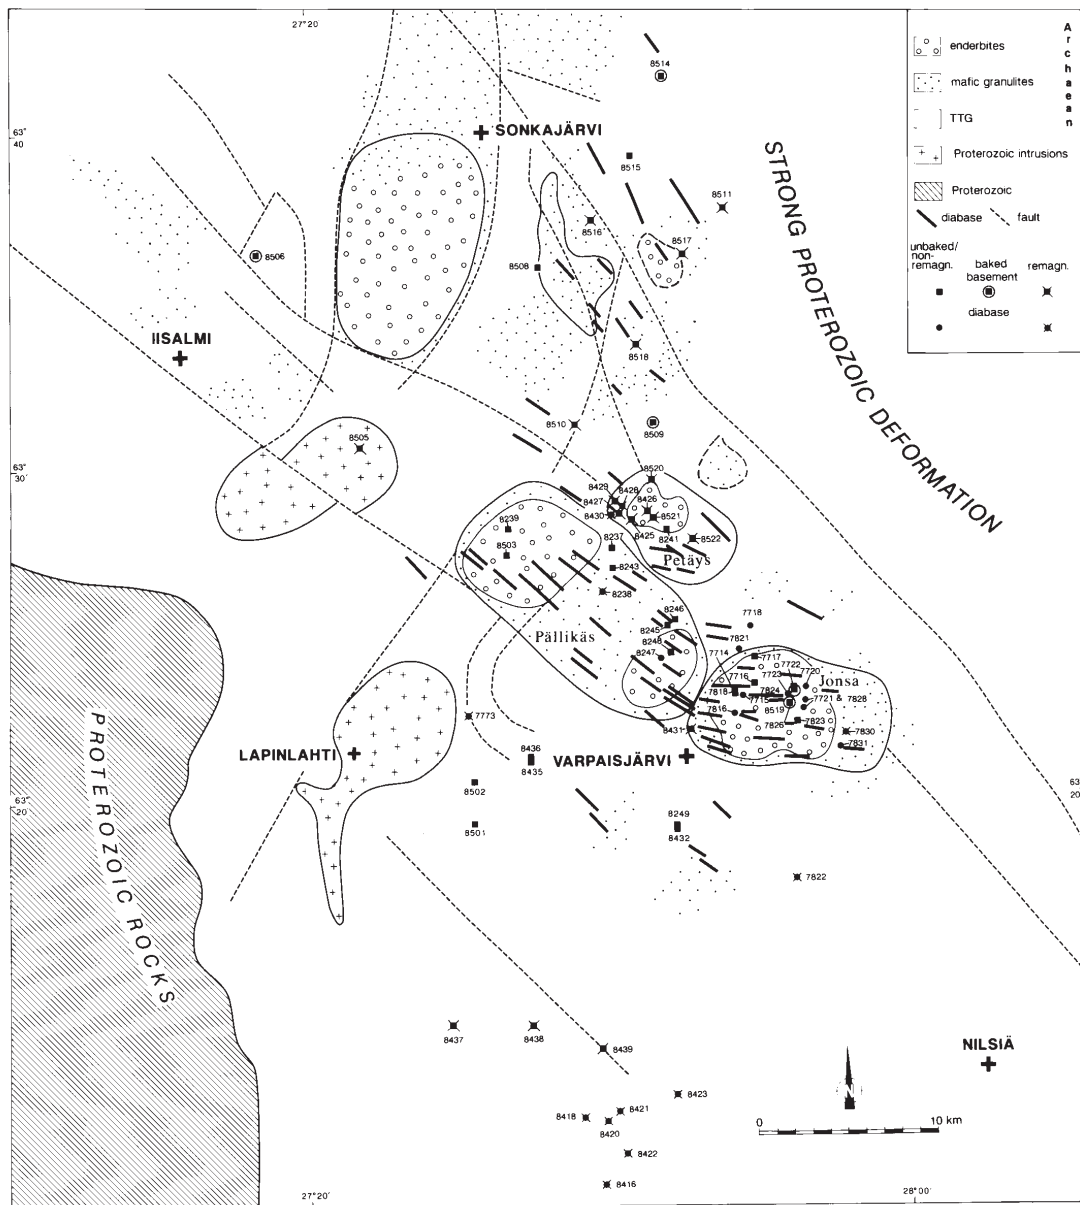 27°20′
8514
63°
40
SONKAJÄRVI
8515
8511
8516
8517
8506
8508
IISALMI
8518
STRONG PROTEROZOIC DEFORMATION
8510
8509
8505
63°
30′
8520
8429
8428
8427
8426
8430
8521
8239
8425
8241
8522
8237
8503
Petäys
8243
8238
8246
7718
Pällikäs
8245
7821
8248
7714
7717
7722
7720
8247
7716
7723
Jonsa
7818
7824
7715
7721 & 7828
7816
8519
7773
7826
7823
7830
8431
7831
LAPINLAHTI
8436
8435
VARPAISJÄRVI
8502
63°
20
63°
20′
8501
8249
8432
PROTEROZOIC ROCKS
7822
8437
8438
8439
NILSIÄ
8423
8421
8418
8420
8422
8416
N
0
10 km
27°20′
28°00′
Archaean
enderbites
mafic granulites
TTG
Proterozoic intrusions
Proterozoic
diabase
fault
unbaked/
non-
remagn.
baked
remagn.
basement
diabase